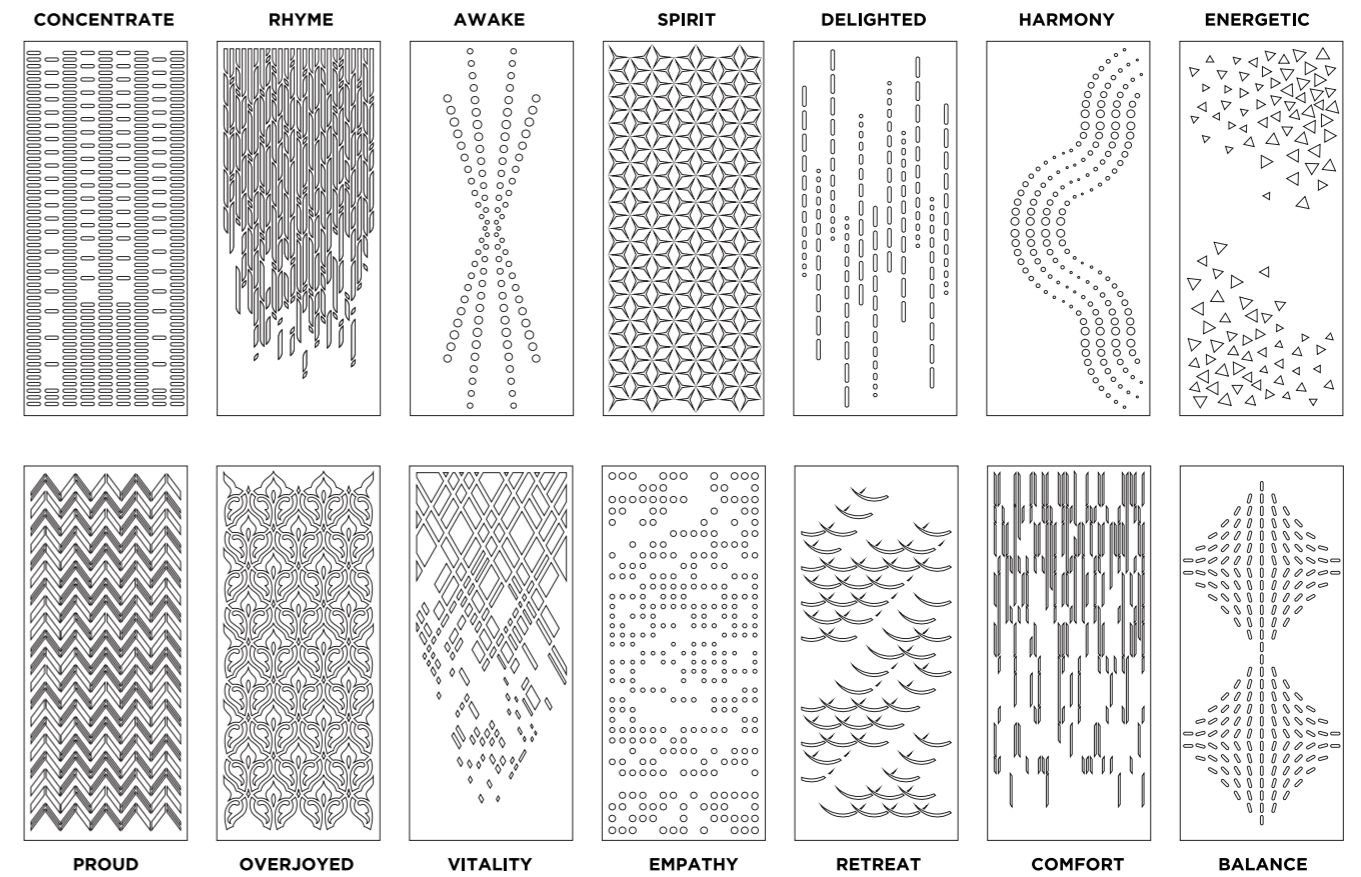 CONCENTRATE
RHYME
AWAKE
SPIRIT
DELIGHTED
HARMONY
ENERGETIC
PROUD
OVERJOYED
VITALITY
EMPATHY
RETREAT
COMFORT
BALANCE